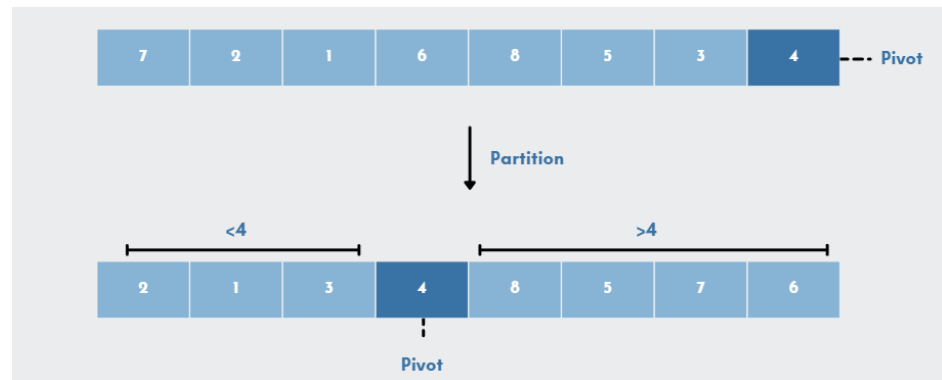 7 2 1 6 8 5 3 4 Pivot
Partition
<4 >4
2 1 3 4 8 5 7 6
Pivot